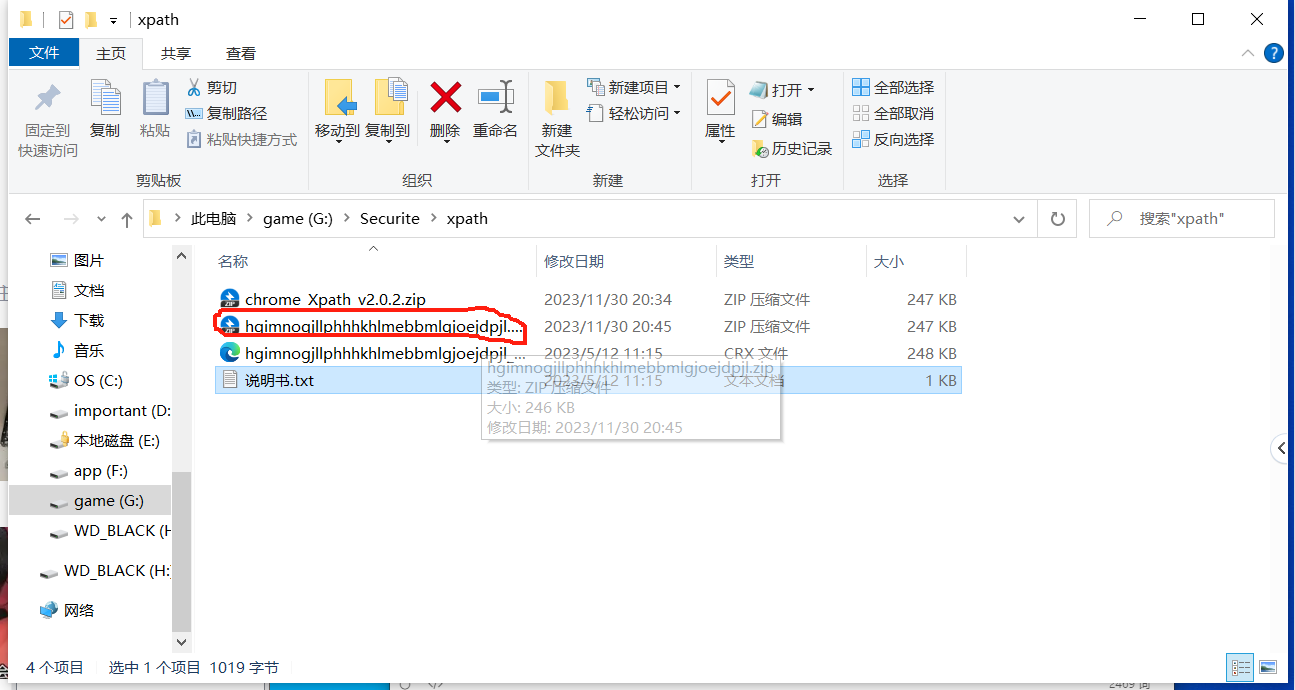 xpath
文件 主页 共享 查看
固定到快速访问 复制 粘贴 剪切 复制路径 粘贴快捷方式
移动到 复制到 删除 重命名
新建文件夹 新建项目 轻松访问
属性 打开 编辑 历史记录
全部选择 全部取消 反向选择
剪贴板 组织 新建 打开 选择
此电脑 game (G:) Securite xpath
搜索"xpath"
名称 修改日期 类型 大小
chrome_Xpath_v2.0.2.zip 2023/11/30 20:34 ZIP 压缩文件 247 KB
hgimnogjllphhhkhlmebbmlgjoejdpjl.... 2023/11/30 20:45 ZIP 压缩文件 247 KB
hgimnogjllphhhkhlmebbmlgjoejdpjl_... 2023/5/12 11:15 CRX 文件 248 KB
说明书.txt 2023/5/12 11:15 文本文档 1 KB
hgimnogjllphhhkhlmebbmlgjoejdpjl.zip
类型: ZIP 压缩文件
大小: 246 KB
修改日期: 2023/11/30 20:45
图片
文档
下载
音乐
OS (C:)
important (D:
本地磁盘 (E:)
app (F:)
game (G:)
WD_BLACK (H
WD_BLACK (H:
网络
4 个项目 选中 1 个项目 1019 字节